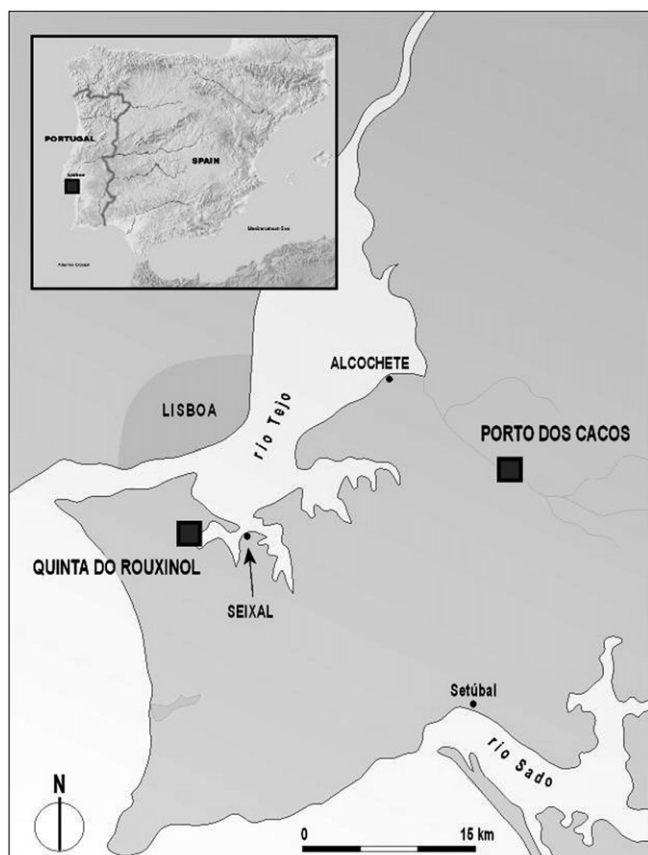 PORTUGAL
SPAIN
Lisboa
Mediterranean Sea
Atlantic Ocean
ALCOCHETE
LISBOA
rio Tejo
PORTO DOS CACOS
QUINTA DO ROUXINOL
SEIXAL
Setúbal
rio Sado
N
0 15 km